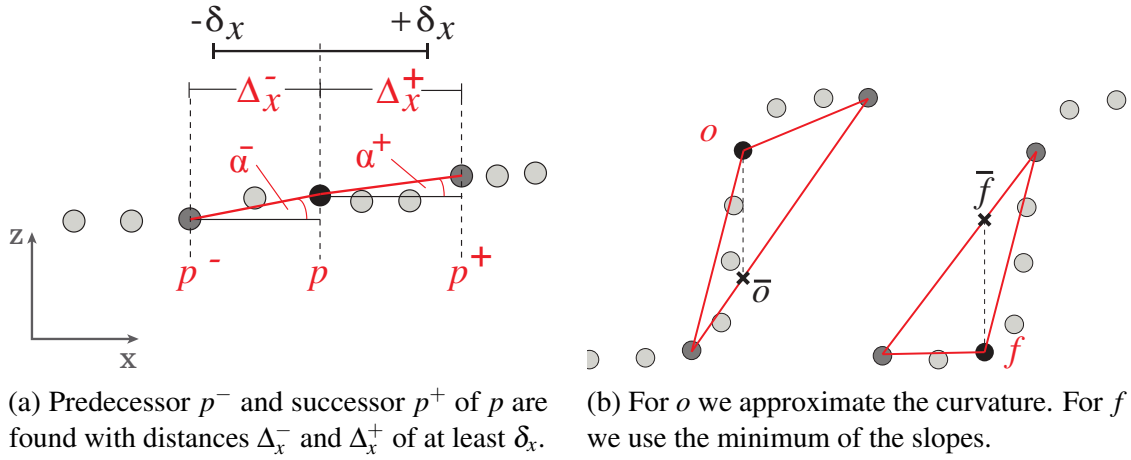 -δx +δx
Δx- Δx+
α- α+
o
f̄
ō
z
p- p p+
f
x
(a) Predecessor p− and successor p+ of p are
found with distances Δx− and Δx+ of at least δx.
(b) For o we approximate the curvature. For f
we use the minimum of the slopes.